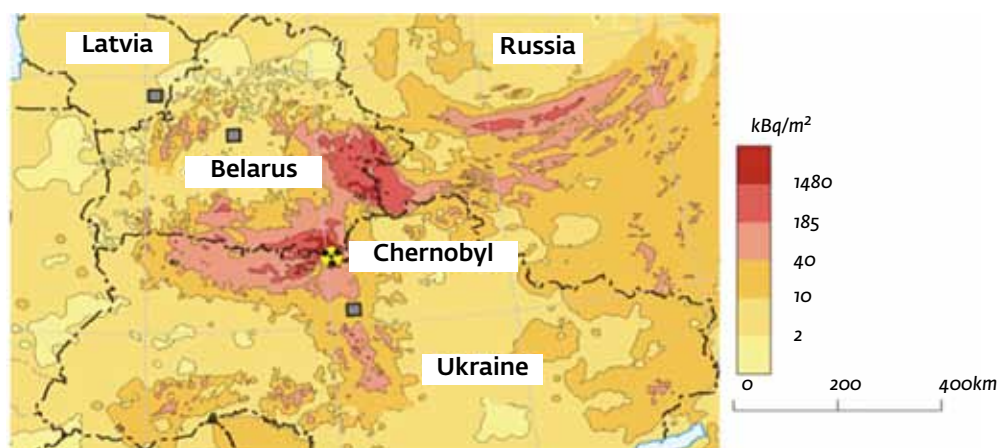 Latvia
Russia
Belarus
Chernobyl
Ukraine
kBq/m²
1480
185
40
10
2
0 200 400km